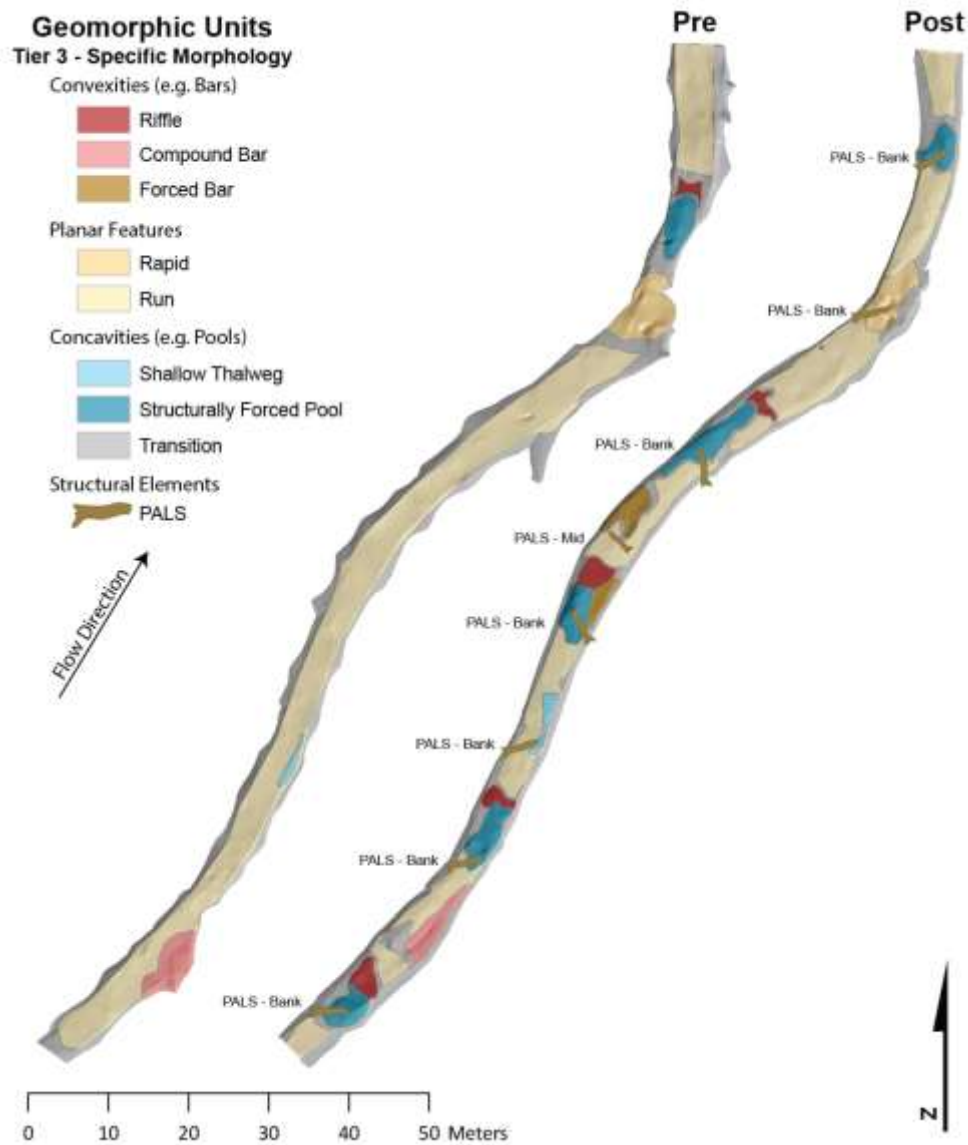 Geomorphic Units
Tier 3 - Specific Morphology
Convexities (e.g. Bars)
Riffle
Compound Bar
Forced Bar
Planar Features
Rapid
Run
Concavities (e.g. Pools)
Shallow Thalweg
Structurally Forced Pool
Transition
Structural Elements
PALS
Flow Direction
Pre
Post
PALS - Bank
PALS - Bank
PALS - Bank
PALS - Mid
PALS - Bank
PALS - Bank
PALS - Bank
PALS - Bank
0 10 20 30 40 50 Meters
N